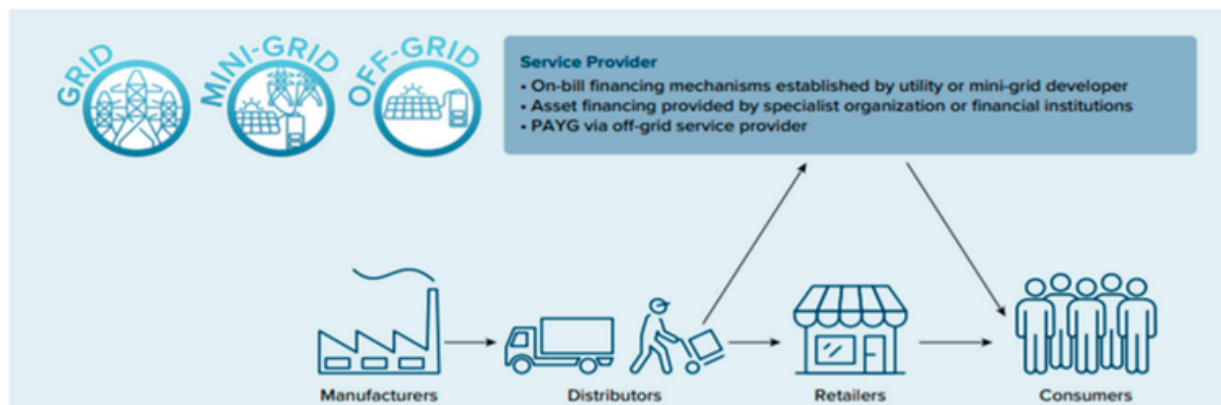 GRID
MINI-GRID
OFF-GRID
Service Provider
• On-bill financing mechanisms established by utility or mini-grid developer
• Asset financing provided by specialist organization or financial institutions
• PAYG via off-grid service provider
Manufacturers
Distributors
Retailers
Consumers